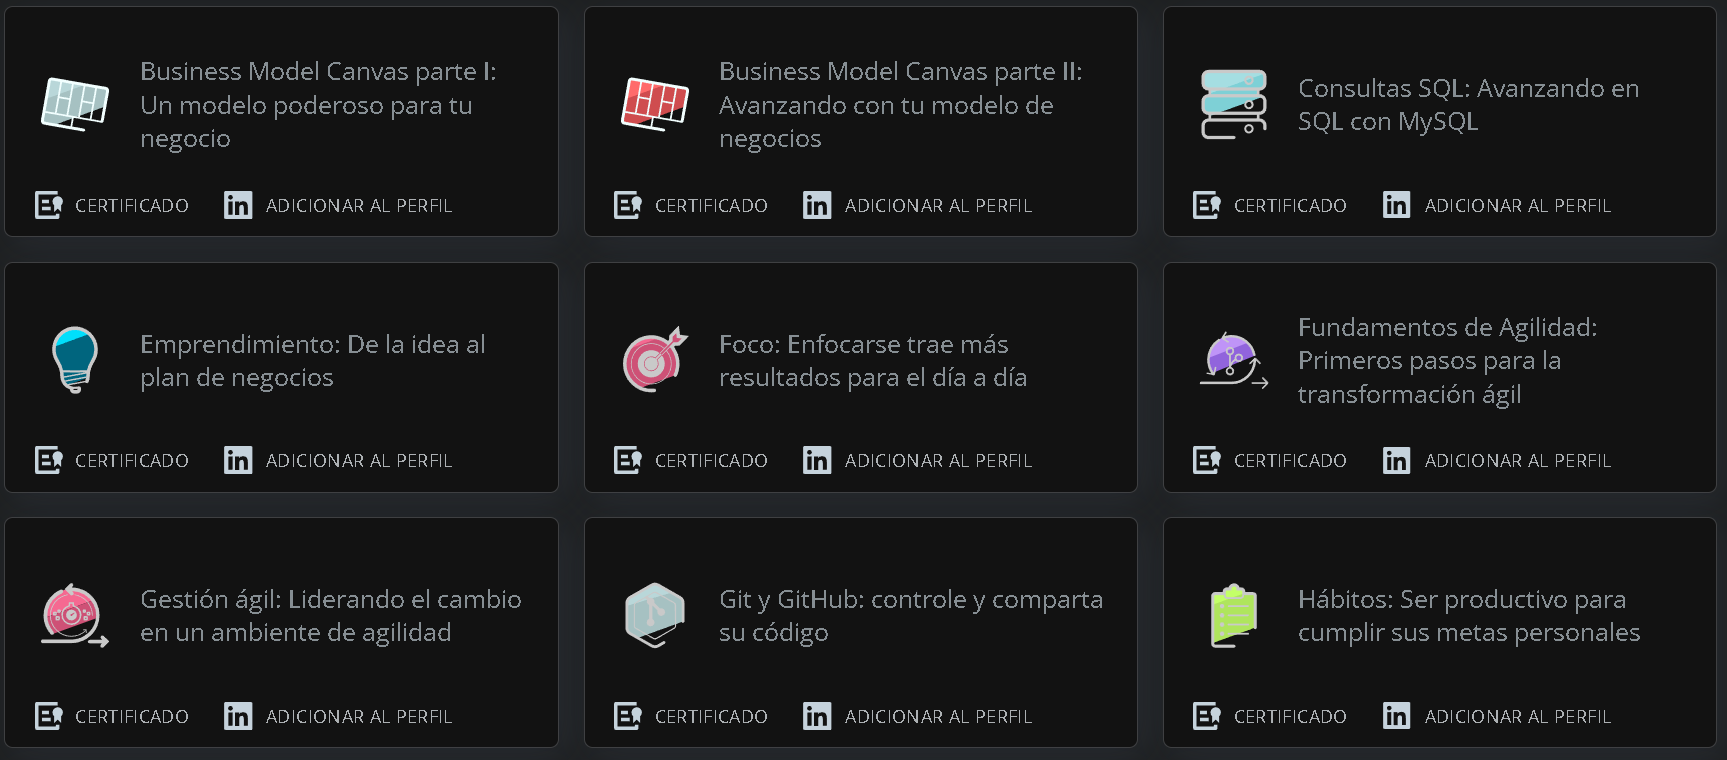 Business Model Canvas parte I:
Un modelo poderoso para tu
negocio
CERTIFICADO
ADICIONAR AL PERFIL
Business Model Canvas parte II:
Avanzando con tu modelo de
negocios
CERTIFICADO
ADICIONAR AL PERFIL
Consultas SQL: Avanzando en
SQL con MySQL
CERTIFICADO
ADICIONAR AL PERFIL
Emprendimiento: De la idea al
plan de negocios
CERTIFICADO
ADICIONAR AL PERFIL
Foco: Enfocarse trae más
resultados para el día a día
CERTIFICADO
ADICIONAR AL PERFIL
Fundamentos de Agilidad:
Primeros pasos para la
transformación ágil
CERTIFICADO
ADICIONAR AL PERFIL
Gestión ágil: Liderando el cambio
en un ambiente de agilidad
CERTIFICADO
ADICIONAR AL PERFIL
Git y GitHub: controle y comparta
su código
CERTIFICADO
ADICIONAR AL PERFIL
Hábitos: Ser productivo para
cumplir sus metas personales
CERTIFICADO
ADICIONAR AL PERFIL